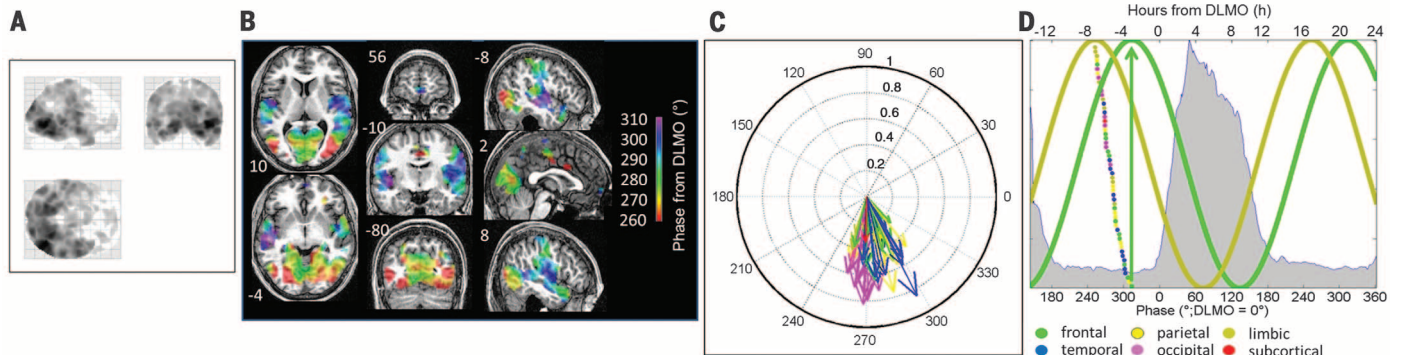 A
B
56
-8
-10
10
2
-80
-4
8
310
300
290
280
270
260
Phase from DLMO (°)
C
90
120
60
1
0.8
0.6
0.4
0.2
150
30
180
0
210
330
240
300
270
D
Hours from DLMO (h)
-12 -8 -4 0 4 8 12 16 20 24
180 240 300 0 60 120 180 240 300 360
Phase (°;DLMO = 0°)
frontal parietal limbic
temporal occipital subcortical